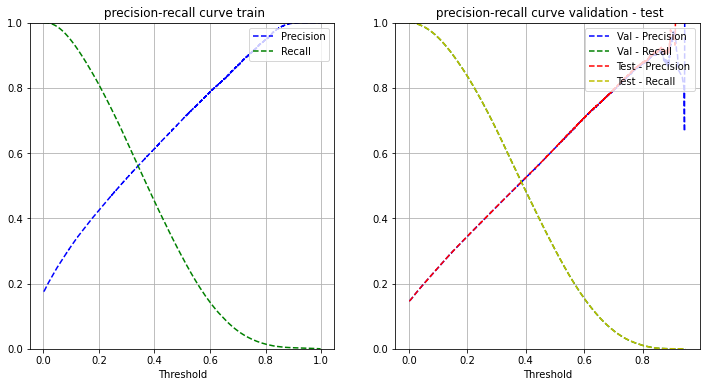 precision-recall curve train
1.0
0.8
0.6
0.4
0.2
0.0
0.0 0.2 0.4 0.6 0.8 1.0
Threshold
Precision
Recall
precision-recall curve validation - test
1.0
0.8
0.6
0.4
0.2
0.0
0.0 0.2 0.4 0.6 0.8
Threshold
Val - Precision
Val - Recall
Test - Precision
Test - Recall